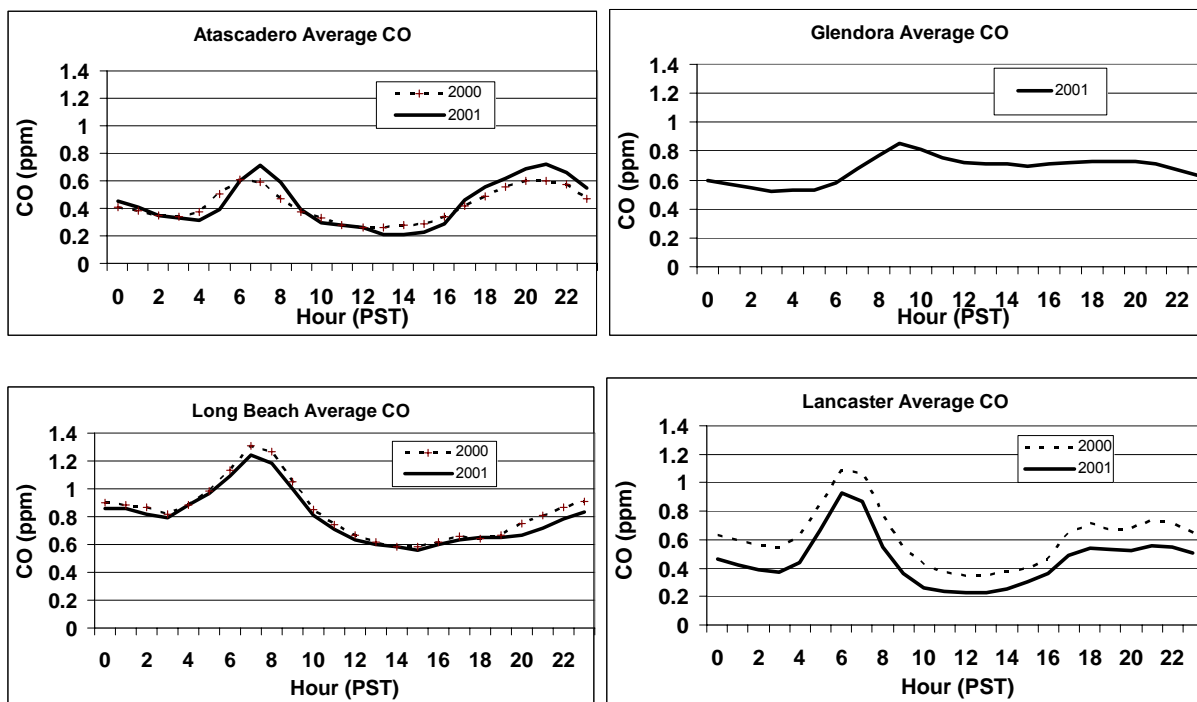 Atascadero Average CO
1.4
1.2
1
0.8
0.6
0.4
0.2
0
CO (ppm)
2000
2001
0 2 4 6 8 10 12 14 16 18 20 22
Hour (PST)
Glendora Average CO
1.4
1.2
1
0.8
0.6
0.4
0.2
0
CO (ppm)
2001
0 2 4 6 8 10 12 14 16 18 20 22
Hour (PST)
Long Beach Average CO
1.4
1.2
1
0.8
0.6
0.4
0.2
0
CO (ppm)
2000
2001
0 2 4 6 8 10 12 14 16 18 20 22
Hour (PST)
Lancaster Average CO
1.4
1.2
1
0.8
0.6
0.4
0.2
0
CO (ppm)
2000
2001
0 2 4 6 8 10 12 14 16 18 20 22
Hour (PST)